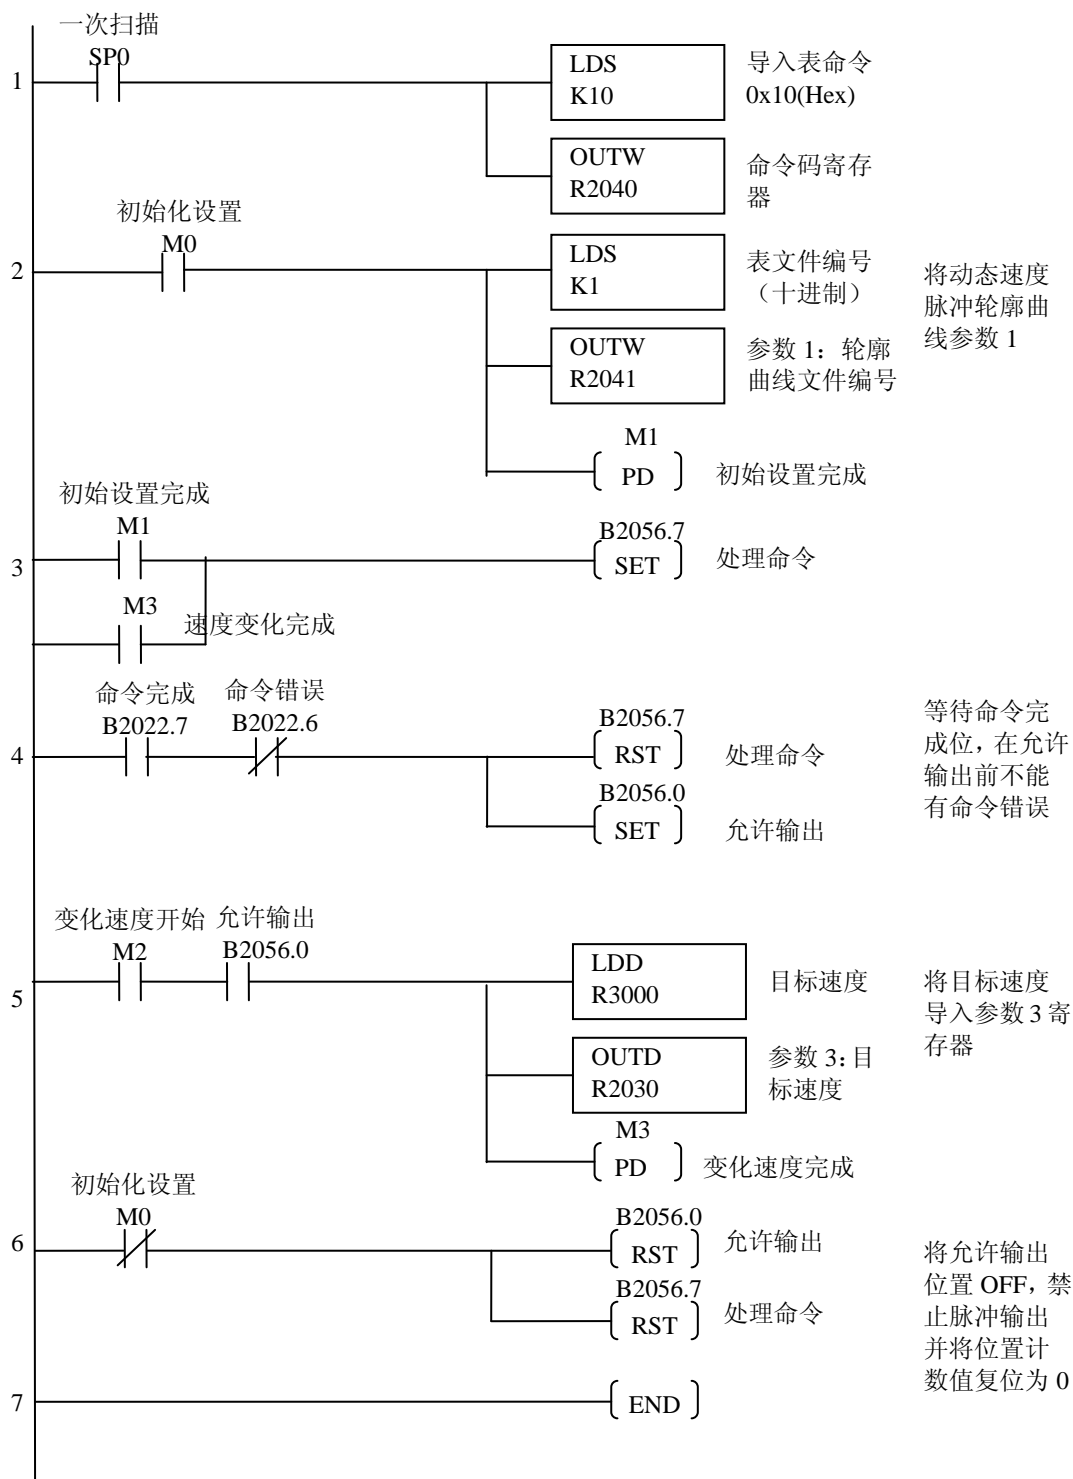 一次扫描
SP0
1
LDS
K10
导入表命令
0x10(Hex)
OUTW
R2040
命令码寄存
器
初始化设置
M0
2
LDS
K1
表文件编号
（十进制）
将动态速度
脉冲轮廓曲
线参数 1
OUTW
R2041
参数 1：轮廓
曲线文件编号
M1
PD
初始设置完成
初始设置完成
M1
3
B2056.7
SET
处理命令
M3
速度变化完成
命令完成
B2022.7
命令错误
B2022.6
4
B2056.7
RST
处理命令
B2056.0
SET
允许输出
等待命令完
成位，在允许
输出前不能
有命令错误
变化速度开始
M2
允许输出
B2056.0
5
LDD
R3000
目标速度
将目标速度
导入参数 3 寄
存器
OUTD
R2030
参数 3：目
标速度
M3
PD
变化速度完成
初始化设置
M0
6
B2056.0
RST
允许输出
B2056.7
RST
处理命令
将允许输出
位置 OFF，禁
止脉冲输出
并将位置计
数值复位为 0
7
END